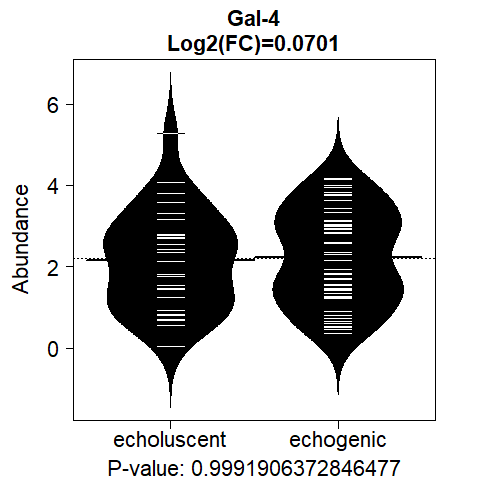 Gal-4
Log2(FC)=0.0701
Abundance
6
4
2
0
echoluscent echogenic
P-value: 0.9991906372846477